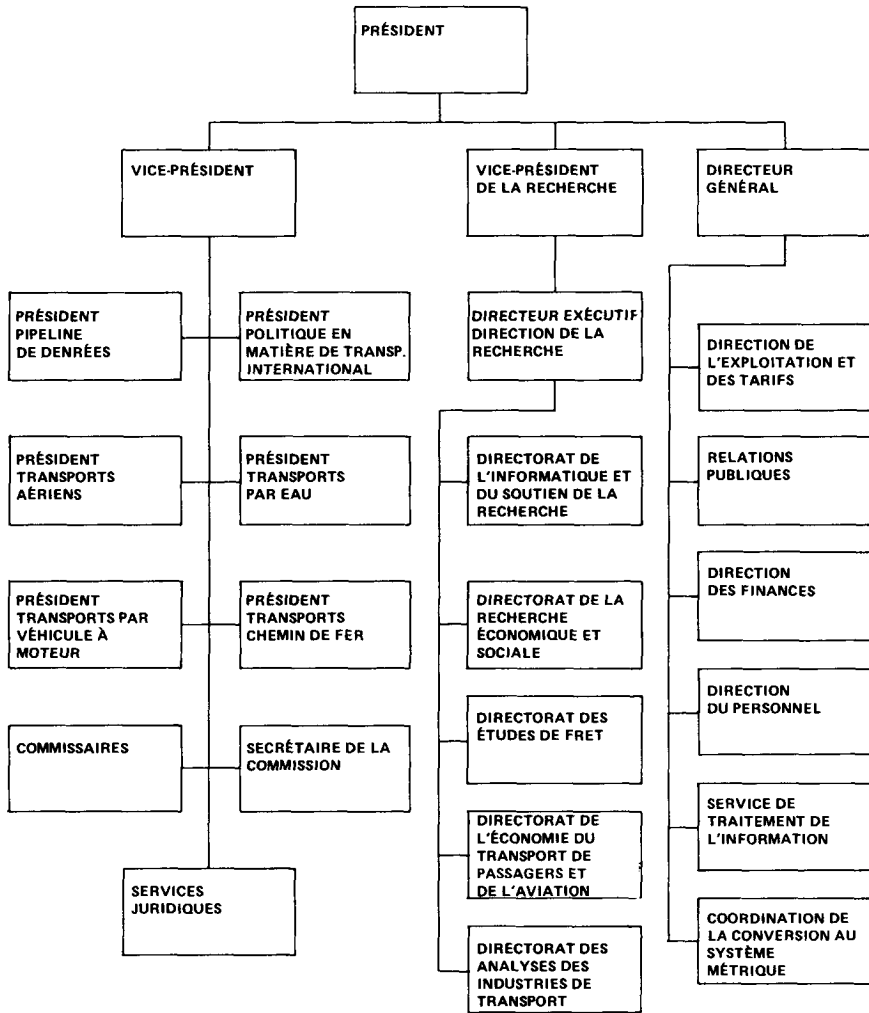 PRÉSIDENT
VICE-PRÉSIDENT
VICE-PRÉSIDENT
DE LA RECHERCHE
DIRECTEUR
GÉNÉRAL
PRÉSIDENT
PIPELINE
DE DENRÉES
PRÉSIDENT
POLITIQUE EN
MATIÈRE DE TRANSP.
INTERNATIONAL
PRÉSIDENT
TRANSPORTS
AÉRIENS
PRÉSIDENT
TRANSPORTS
PAR EAU
PRÉSIDENT
TRANSPORTS PAR
VÉHICULE À
MOTEUR
PRÉSIDENT
TRANSPORTS
CHEMIN DE FER
COMMISSAIRES
SECRÉTAIRE DE LA
COMMISSION
SERVICES
JURIDIQUES
DIRECTEUR EXÉCUTIF
DIRECTION DE LA
RECHERCHE
DIRECTORAT DE
L'INFORMATIQUE ET
DU SOUTIEN DE LA
RECHERCHE
DIRECTORAT DE LA
RECHERCHE
ÉCONOMIQUE ET
SOCIALE
DIRECTORAT DES
ÉTUDES DE FRET
DIRECTORAT DE
L'ÉCONOMIE DU
TRANSPORT DE
PASSAGERS ET
DE L'AVIATION
DIRECTORAT DES
ANALYSES DES
INDUSTRIES DE
TRANSPORT
DIRECTION DE
L'EXPLOITATION ET
DES TARIFS
RELATIONS
PUBLIQUES
DIRECTION
DES FINANCES
DIRECTION
DU PERSONNEL
SERVICE DE
TRAITEMENT DE
L'INFORMATION
COORDINATION DE
LA CONVERSION AU
SYSTÈME
MÉTRIQUE